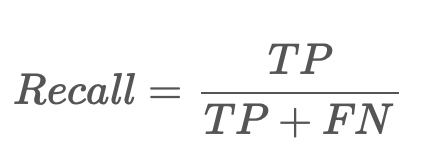 Recall = TP / TP + FN